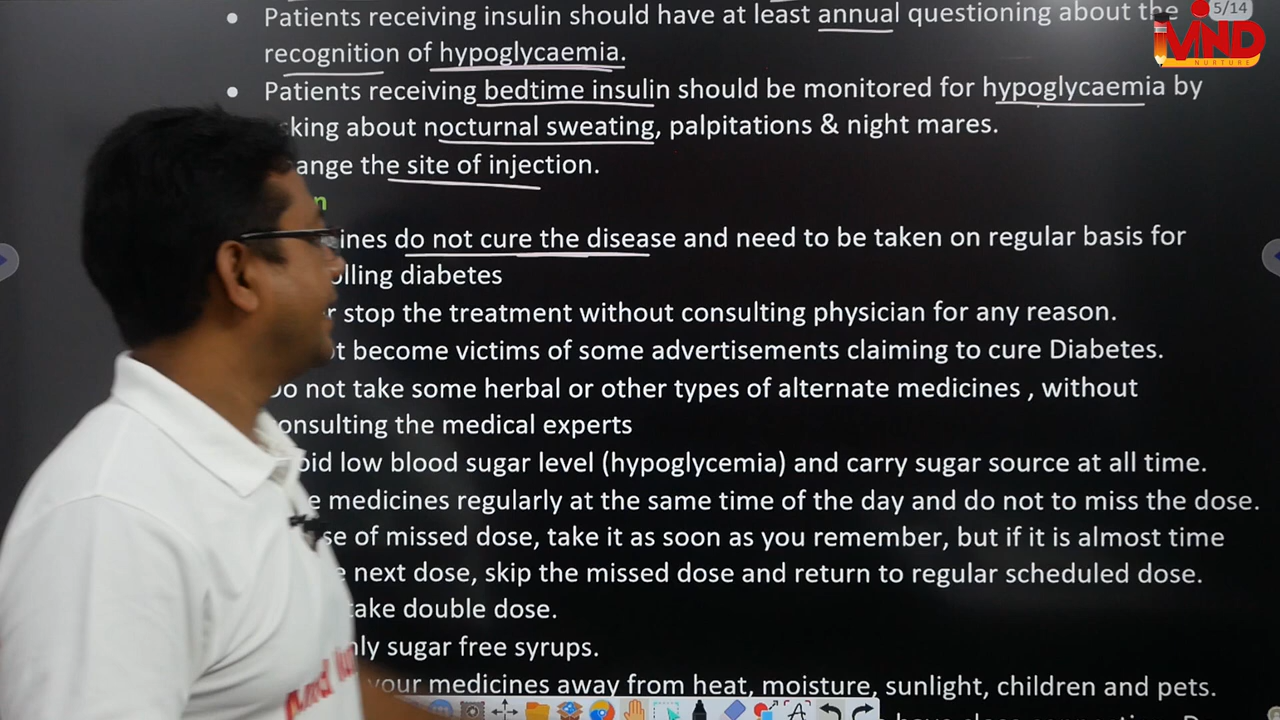 Patients receiving insulin should have at least annual questioning about the
5/14
MIND
NURTURE
recognition of hypoglycaemia.
Patients receiving bedtime insulin should be monitored for hypoglycaemia by
king about nocturnal sweating, palpitations & night mares.
ange the site of injection.
n
ines do not cure the disease and need to be taken on regular basis for
lling diabetes
r stop the treatment without consulting physician for any reason.
t become victims of some advertisements claiming to cure Diabetes.
Do not take some herbal or other types of alternate medicines , without
onsulting the medical experts
oid low blood sugar level (hypoglycemia) and carry sugar source at all time.
e medicines regularly at the same time of the day and do not to miss the dose.
se of missed dose, take it as soon as you remember, but if it is almost time
e next dose, skip the missed dose and return to regular scheduled dose.
take double dose.
nly sugar free syrups.
your medicines away from heat, moisture, sunlight, children and pets.